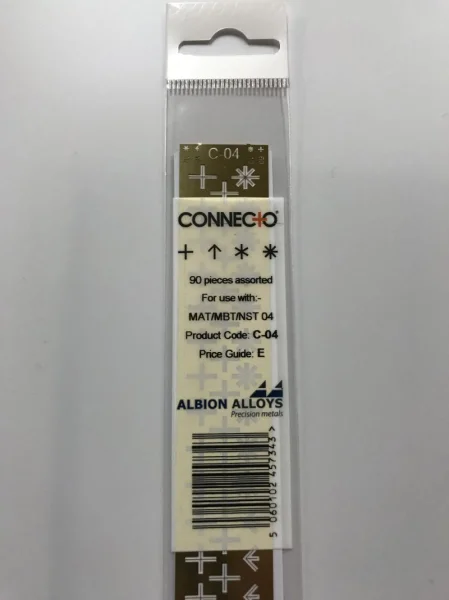 C-04
CONNECTO®
90 pieces assorted
For use with:-
MAT/MBT/NST 04
Product Code: C-04
Price Guide: E
ALBION ALLOYS
Precision metals
5 060102 457343 >